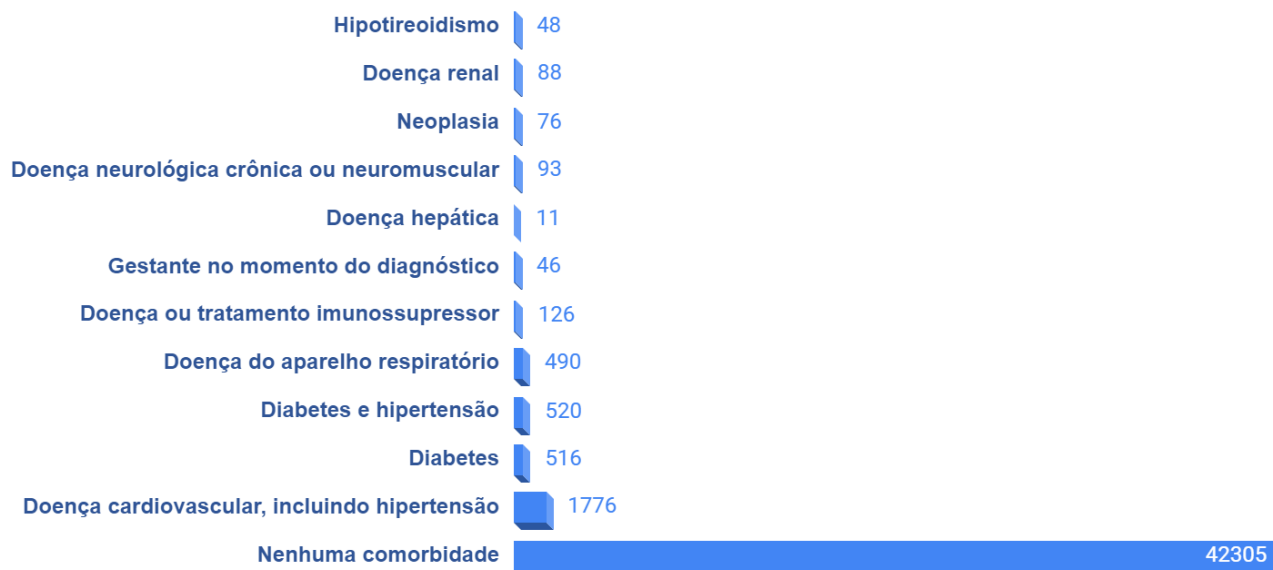 Hipotireoidismo 48
Doença renal 88
Neoplasia 76
Doença neurológica crônica ou neuromuscular 93
Doença hepática 11
Gestante no momento do diagnóstico 46
Doença ou tratamento imunossupressor 126
Doença do aparelho respiratório 490
Diabetes e hipertensão 520
Diabetes 516
Doença cardiovascular, incluindo hipertensão 1776
Nenhuma comorbidade 42305